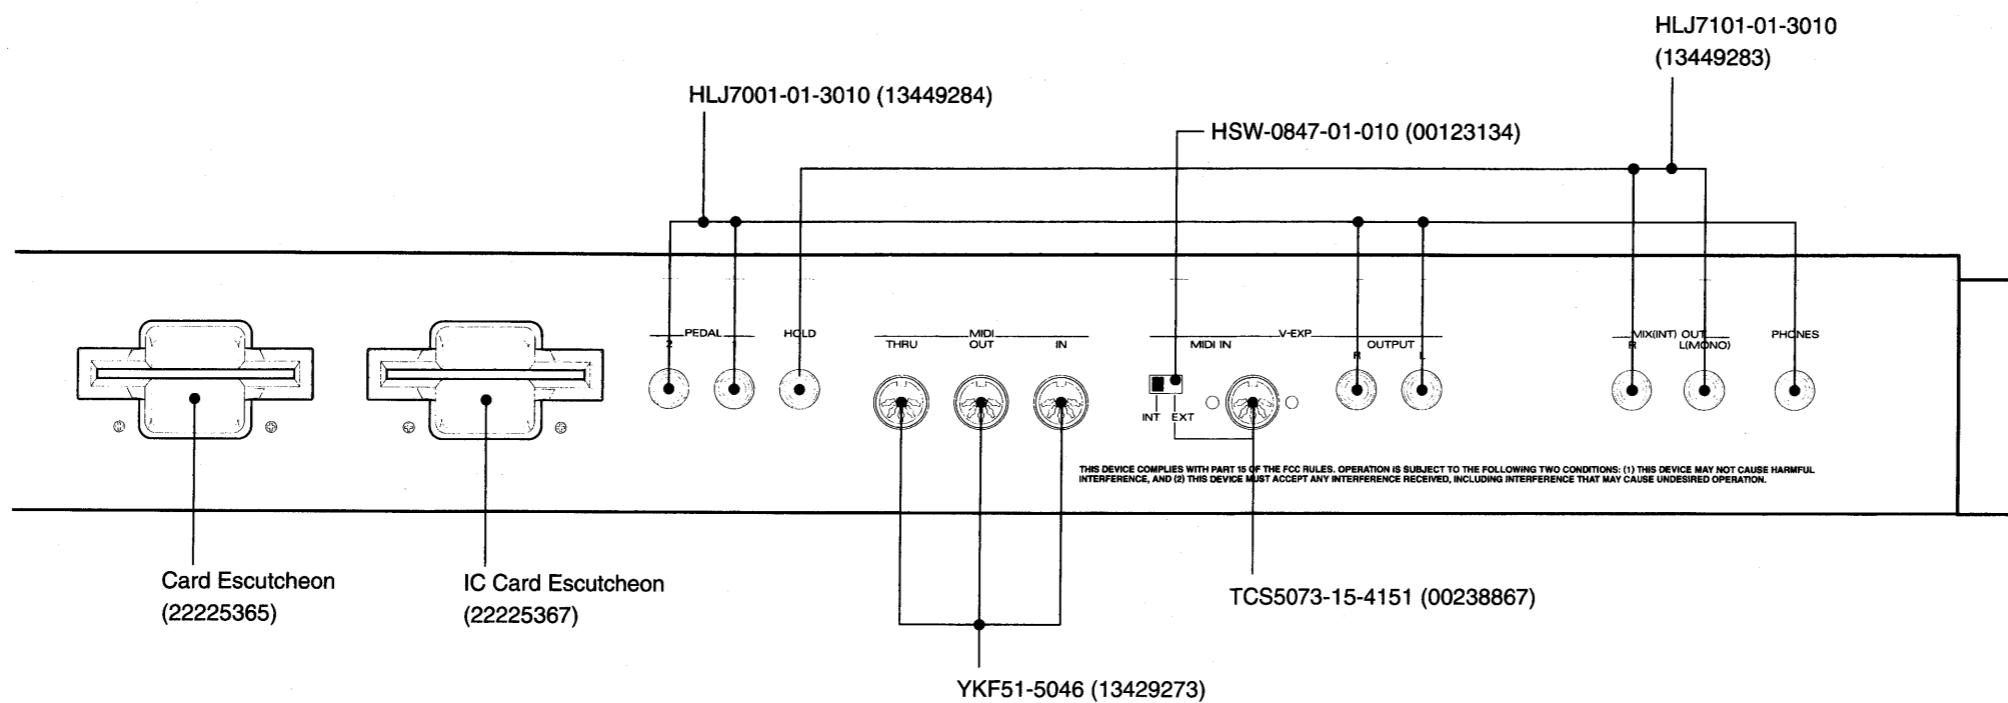 HLJ7101-01-3010
(13449283)
HLJ7001-01-3010 (13449284)
HSW-0847-01-010 (00123134)
PEDAL
2
1
HOLD
MIDI
THRU
OUT
IN
V-EXP
MIDI IN
OUTPUT
R
L
MIX(INT) OUT
R
L(MONO)
PHONES
INT
EXT
THIS DEVICE COMPLIES WITH PART 15 OF THE FCC RULES. OPERATION IS SUBJECT TO THE FOLLOWING TWO CONDITIONS: (1) THIS DEVICE MAY NOT CAUSE HARMFUL
INTERFERENCE, AND (2) THIS DEVICE MUST ACCEPT ANY INTERFERENCE RECEIVED, INCLUDING INTERFERENCE THAT MAY CAUSE UNDESIRED OPERATION.
Card Escutcheon
(22225365)
IC Card Escutcheon
(22225367)
TCS5073-15-4151 (00238867)
YKF51-5046 (13429273)